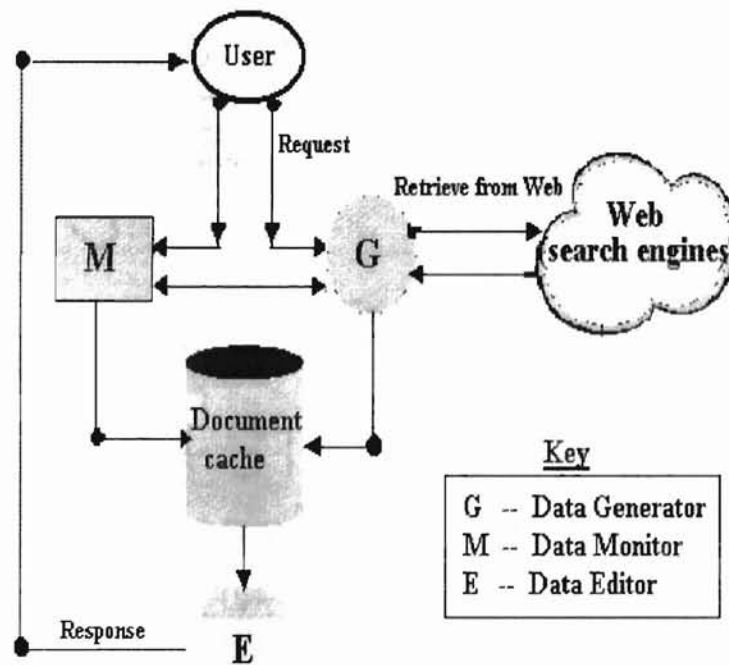 User
Request
Retrieve from Web
Web
search engines
M
G
Document
cache
Key
G -- Data Generator
M -- Data Monitor
E -- Data Editor
Response
E